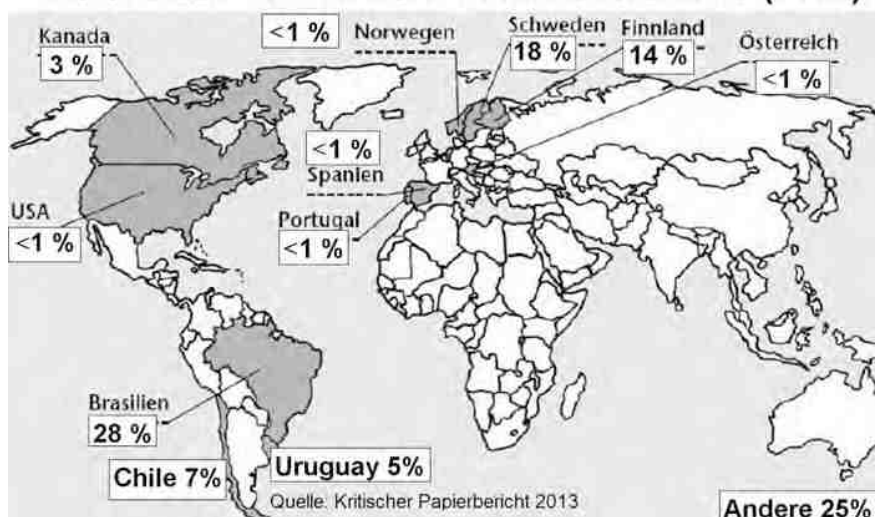 Kanada
3 %
<1 %
Norwegen
Schweden
18 %
Finnland
14 %
Österreich
<1 %
<1 %
Spanien
USA
<1 %
Portugal
<1 %
Brasilien
28 %
Chile 7%
Uruguay 5%
Quelle: Kritischer Papierbericht 2013
Andere 25%